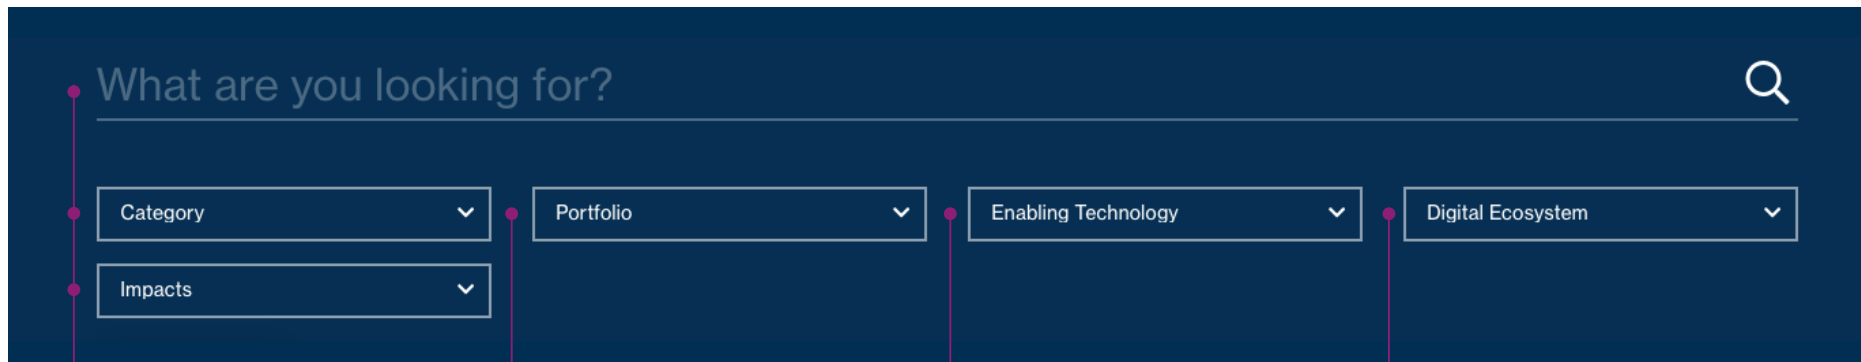 What are you looking for?
Category
Portfolio
Enabling Technology
Digital Ecosystem
Impacts